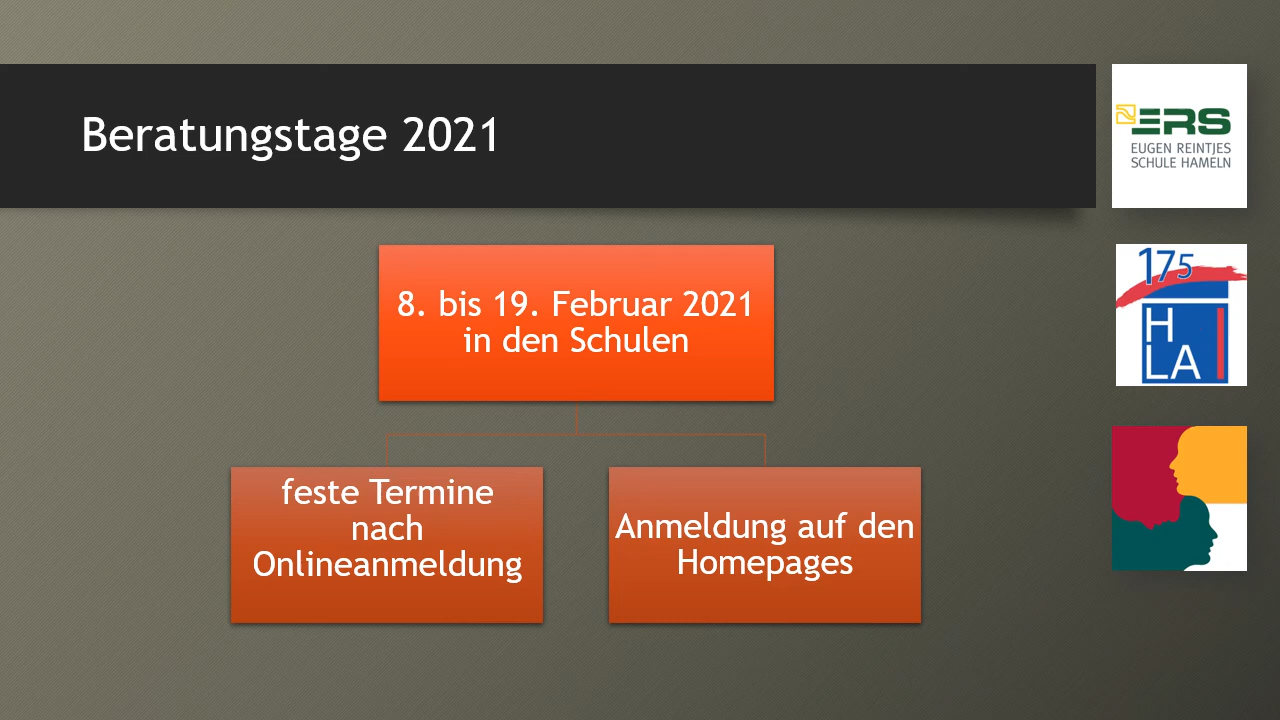 Beratungstage 2021
ERS
EUGEN REINTJES
SCHULE HAMELN
175
H
LA
8. bis 19. Februar 2021
in den Schulen
feste Termine
nach
Onlineanmeldung
Anmeldung auf den
Homepages